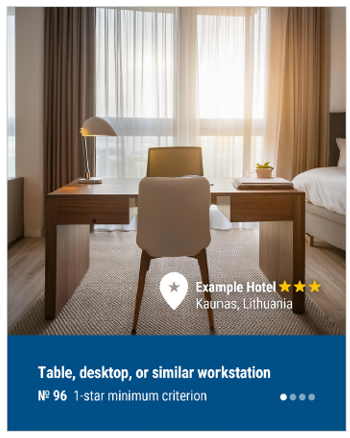 Example Hotel ★★★
Kaunas, Lithuania
Table, desktop, or similar workstation
№ 96 1-star minimum criterion